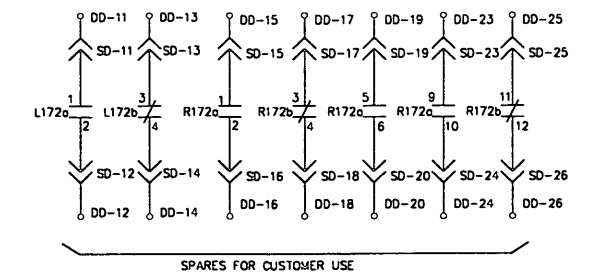 DD-11 DD-13 DD-15 DD-17 DD-19 DD-23 DD-25
SD-11 SD-13 SD-15 SD-17 SD-19 SD-23 SD-25
1 3 1 3 5 9 11
L172a L172b R172a R172b R172a R172a R172b
2 4 2 4 6 10 12
SD-12 SD-14 SD-16 SD-18 SD-20 SD-24 SD-26
DD-12 DD-14 DD-16 DD-18 DD-20 DD-24 DD-26
SPARES FOR CUSTOMER USE